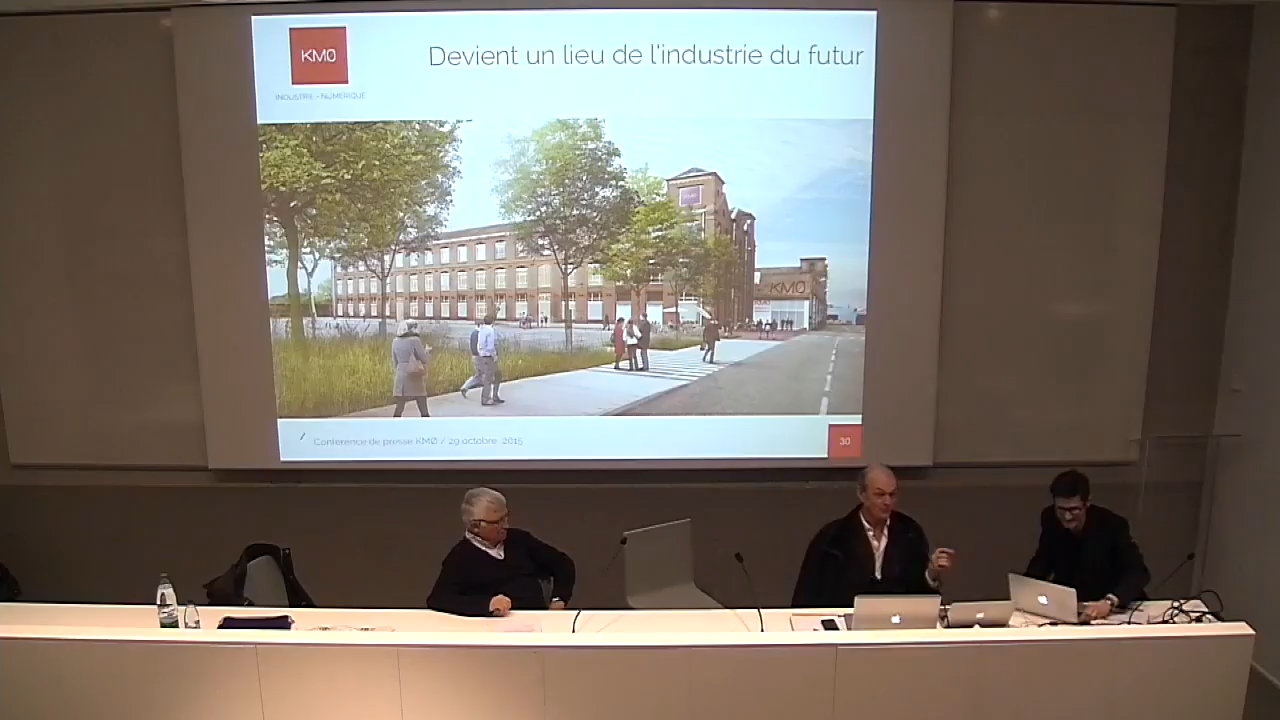 KMØ
Devient un lieu de l'industrie du futur
INDUSTRIE - NUMÉRIQUE
KMØ
Conférence de presse KMØ / 29 octobre 2015
30